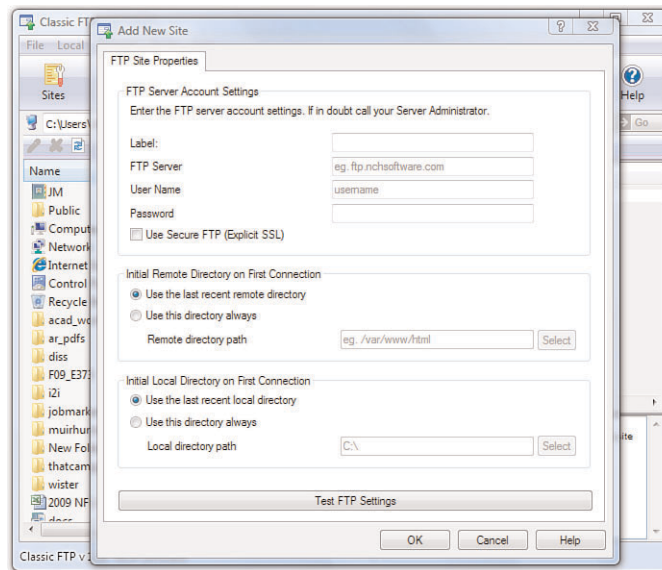 Classic FT
Add New Site
File Local
FTP Site Properties
Sites
Help
FTP Server Account Settings
Enter the FTP server account settings. If in doubt call your Server Administrator.
C:\Users\
Go
Label:
FTP Server
eg. ftp.nchsoftware.com
Name
User Name
username
JM
Password
Public
Use Secure FTP (Explicit SSL)
Comput
Network
Internet
Initial Remote Directory on First Connection
Control
Use the last recent remote directory
Recycle
Use this directory always
acad_wo
Remote directory path
eg. /var/www/html
Select
ar_pdfs
diss
F09_E373
Initial Local Directory on First Connection
i2i
Use the last recent local directory
jobmark
Use this directory always
muirhur
Local directory path
C:\
Select
ite
New Fol
thatcam
wister
2009 NF
Test FTP Settings
docs
OK
Cancel
Help
Classic FTP v